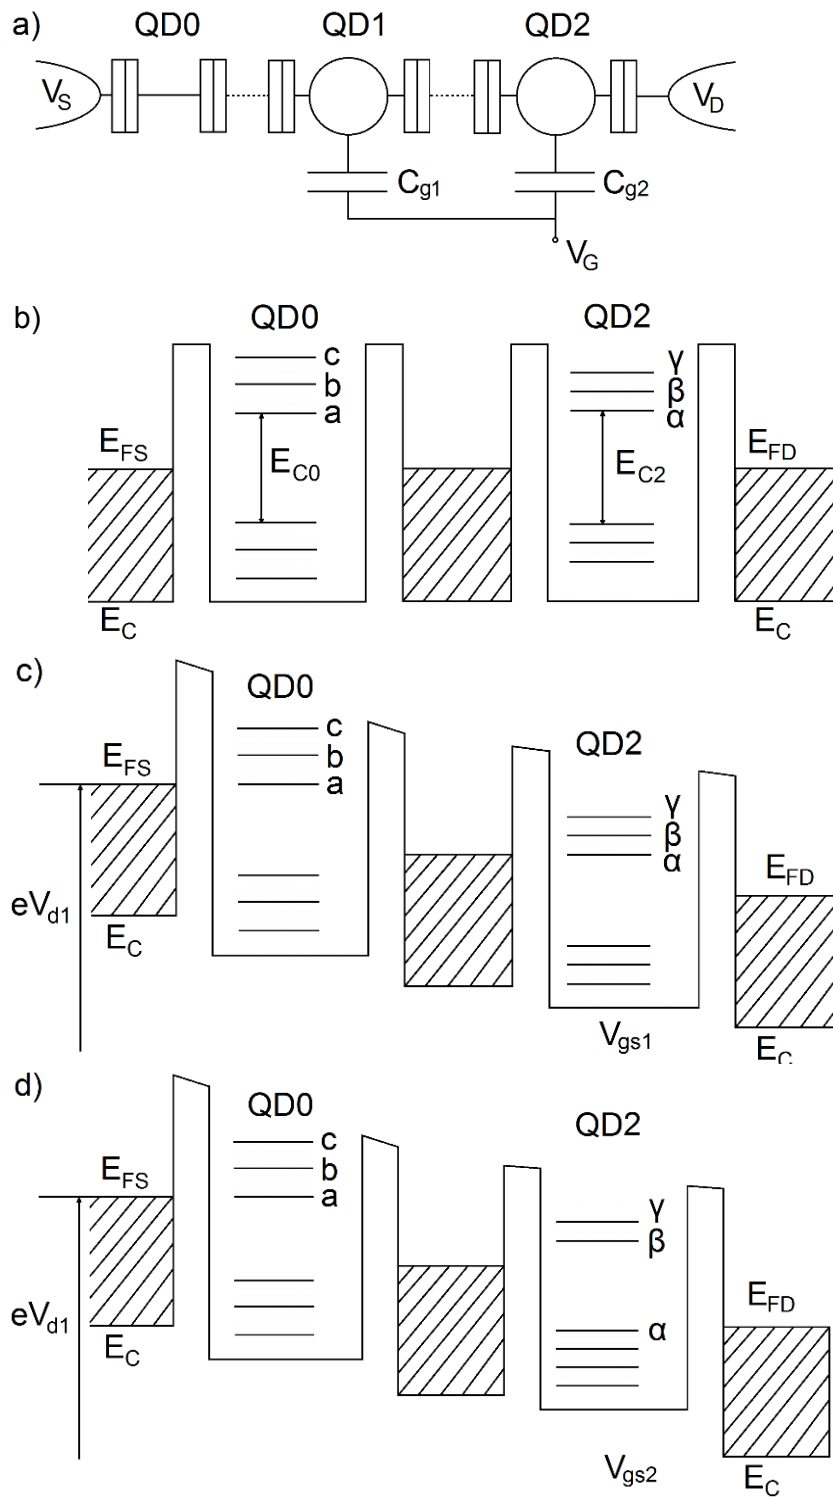 a) QD0 QD1 QD2
V_S V_D
C_g1 C_g2
V_G
b) QD0 QD2
c γ
b β
a α
E_FS E_FD
E_C0 E_C2
E_C E_C
c) QD0 QD2
c
b
E_FS a
γ
β
α
E_FD
eV_d1
E_C
V_gs1 E_C
d) QD0 QD2
c
b
E_FS a
γ
β
eV_d1 E_FD
E_C α
V_gs2 E_C